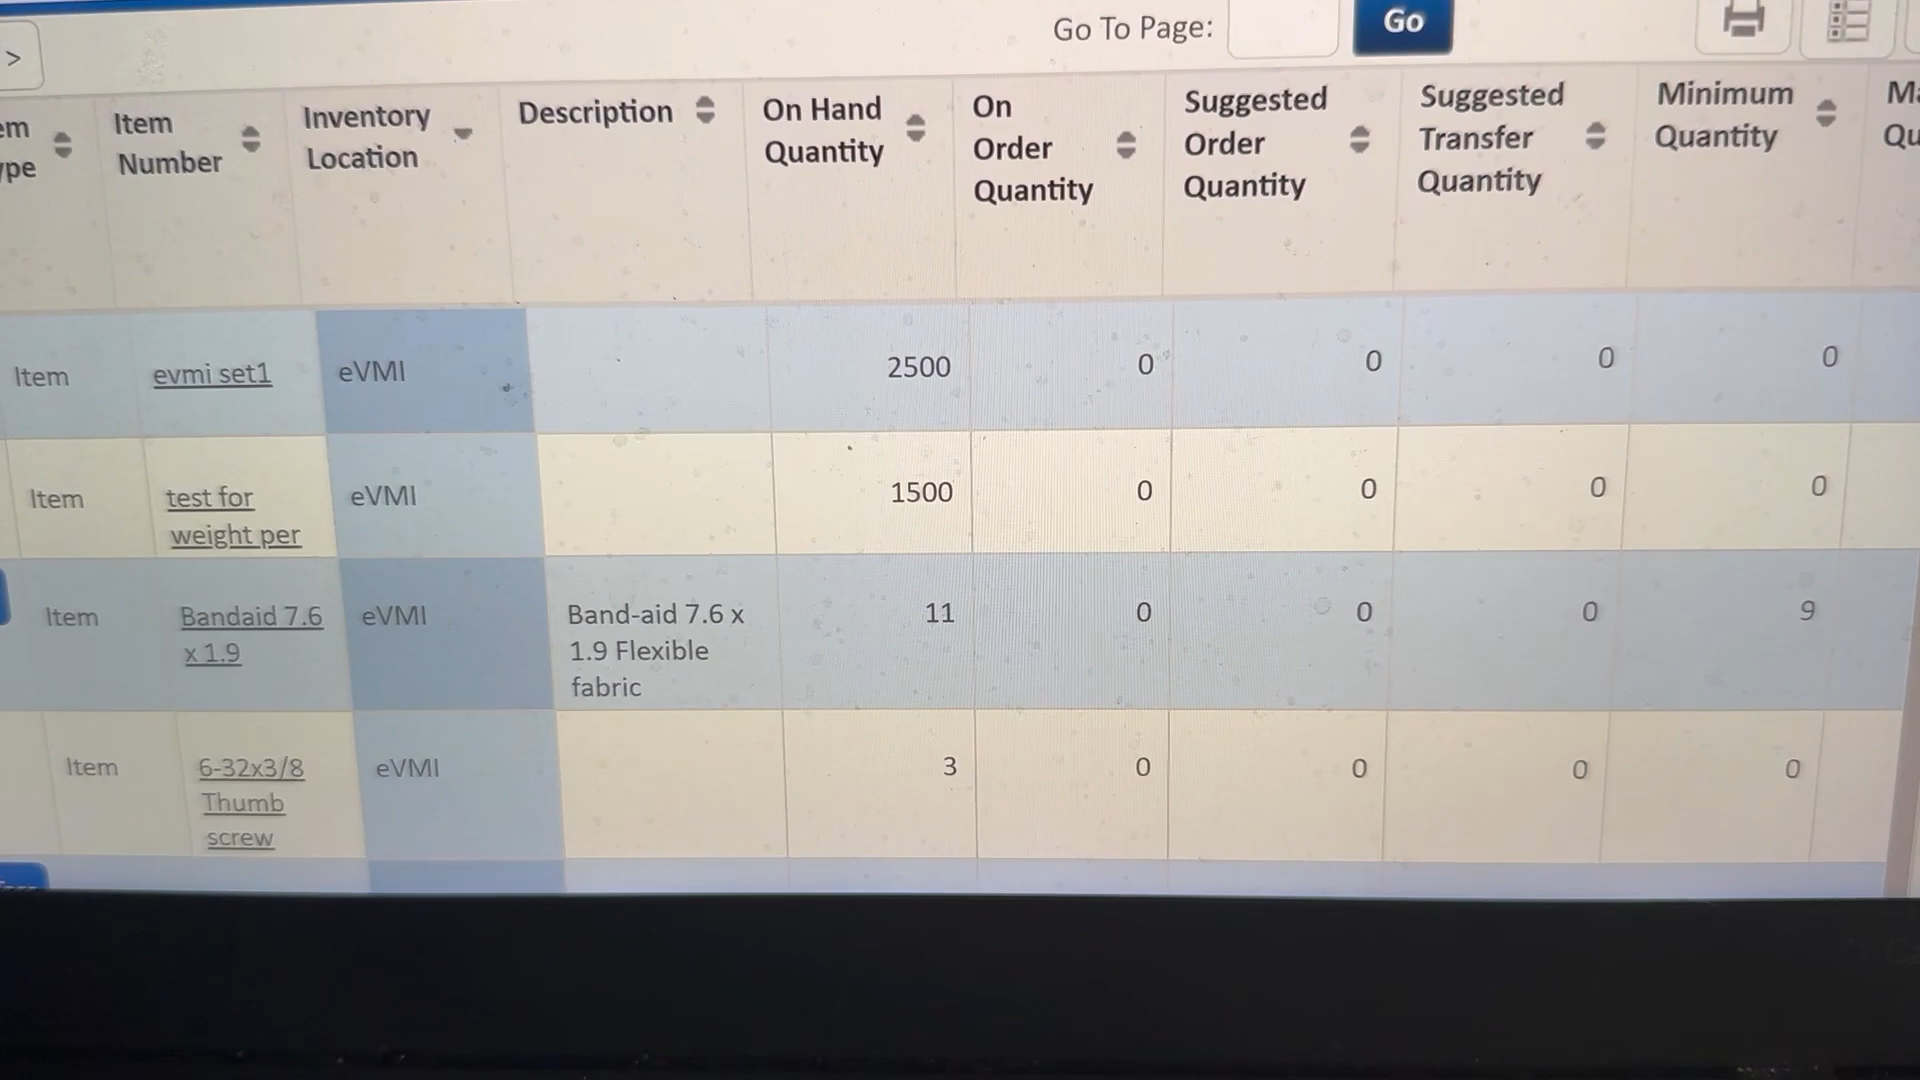 Go To Page:
Go
>
Item Number
Inventory Location
Description
On Hand Quantity
On Order Quantity
Suggested Order Quantity
Suggested Transfer Quantity
Minimum Quantity
Item
evmi set1
eVMI
2500
0
0
0
0
Item
test for
weight per
eVMI
1500
0
0
0
0
Item
Bandaid 7.6
x 1.9
eVMI
Band-aid 7.6 x
1.9 Flexible
fabric
11
0
0
0
9
Item
6-32x3/8
Thumb
screw
eVMI
3
0
0
0
0